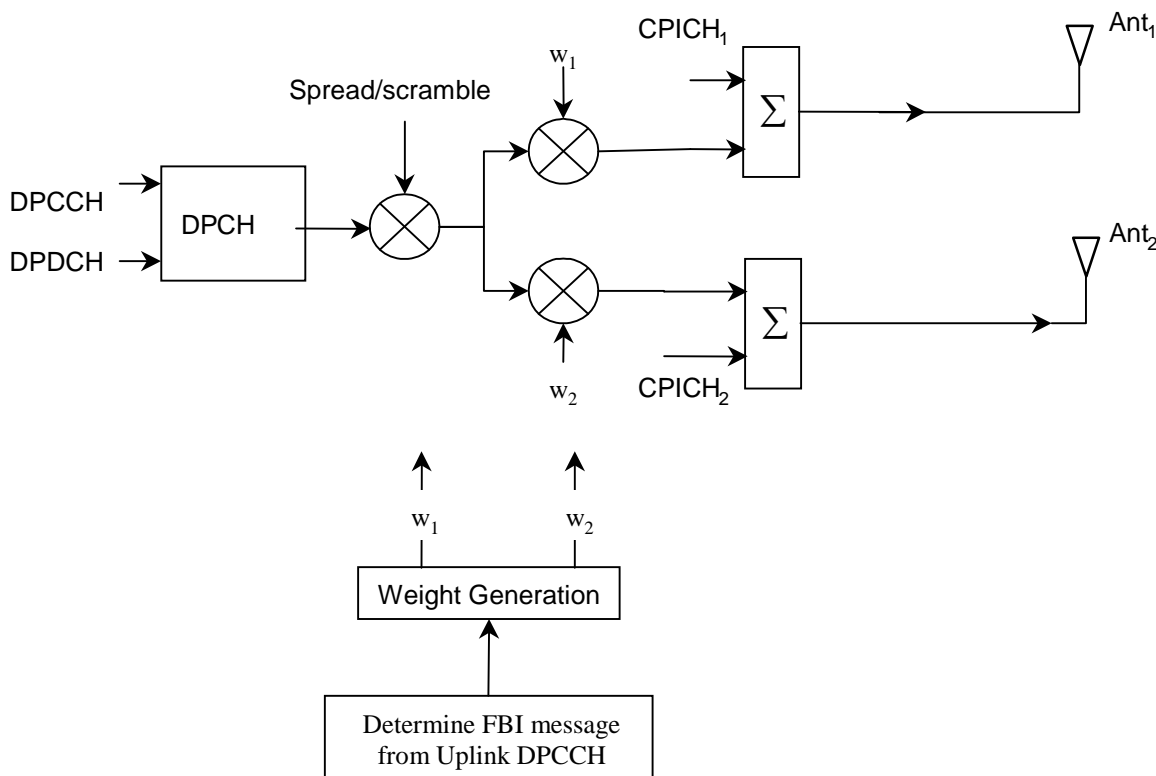 CPICH1
Ant1
w1
Spread/scramble
∑
DPCCH
DPCH
DPDCH
Ant2
∑
w2
CPICH2
w1
w2
Weight Generation
Determine FBI message
from Uplink DPCCH